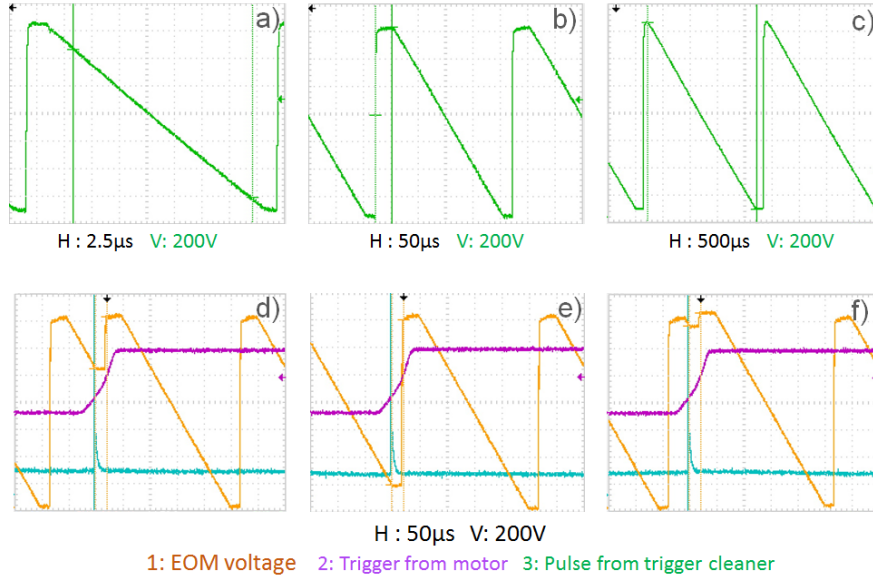 a) b) c)
H : 2.5µs V: 200V H : 50µs V: 200V H : 500µs V: 200V
d) e) f)
H : 50µs V: 200V
1: EOM voltage 2: Trigger from motor 3: Pulse from trigger cleaner